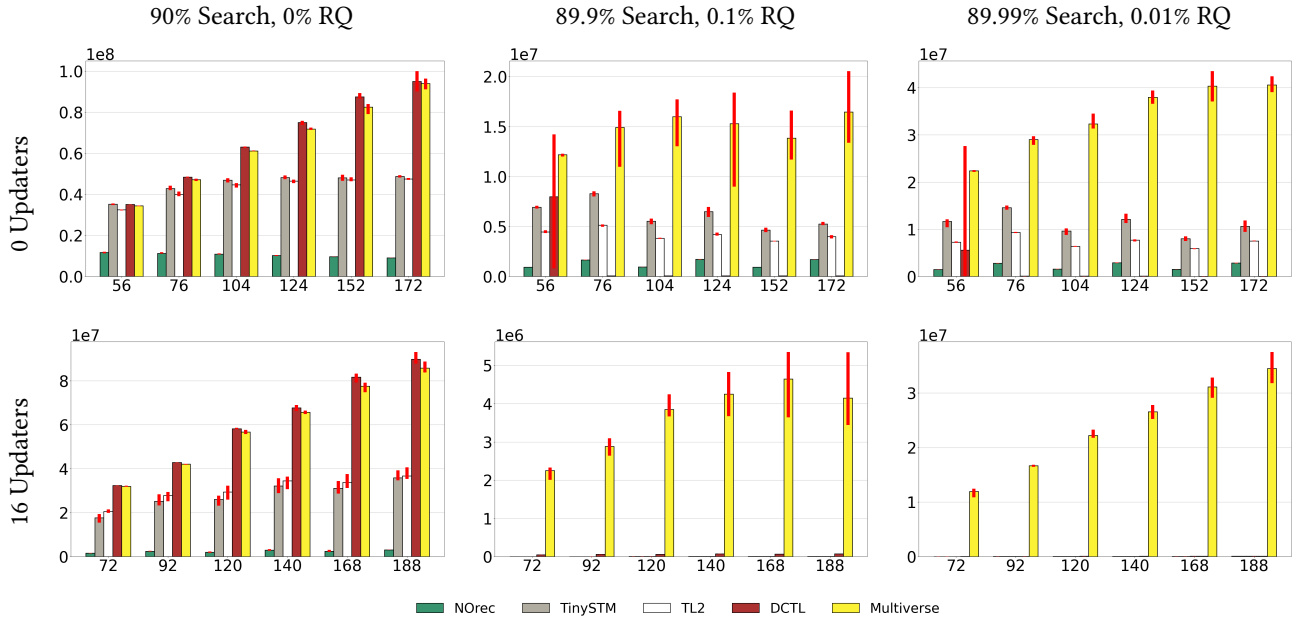 90% Search, 0% RQ
89.9% Search, 0.1% RQ
89.99% Search, 0.01% RQ
0 Updaters
1e8
1.0
0.8
0.6
0.4
0.2
0.0
56 76 104 124 152 172
1e7
2.0
1.5
1.0
0.5
0.0
56 76 104 124 152 172
1e7
4
3
2
1
0
56 76 104 124 152 172
16 Updaters
1e7
8
6
4
2
0
72 92 120 140 168 188
1e6
5
4
3
2
1
0
72 92 120 140 168 188
1e7
3
2
1
0
72 92 120 140 168 188
NOrec TinySTM TL2 DCTL Multiverse